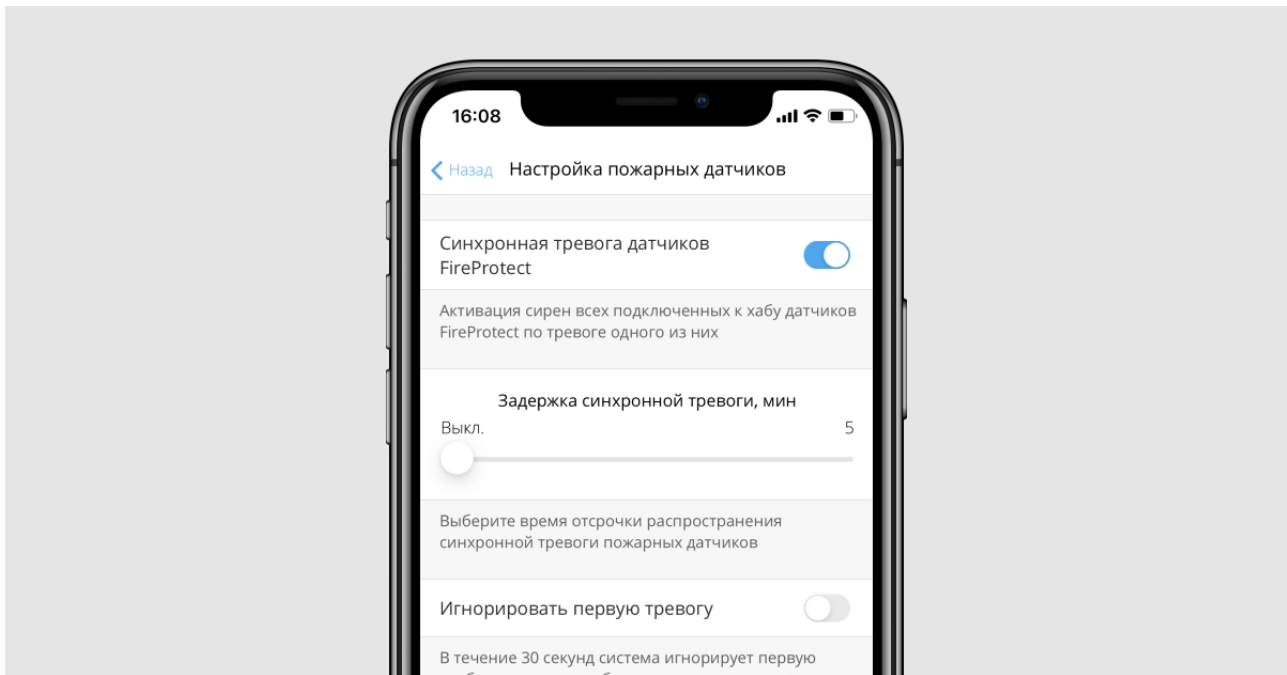 16:08
Назад Настройка пожарных датчиков
Синхронная тревога датчиков
FireProtect
Активация сирен всех подключенных к хабу датчиков
FireProtect по тревоге одного из них
Задержка синхронной тревоги, мин
Выкл. 5
Выберите время отсрочки распространения
синхронной тревоги пожарных датчиков
Игнорировать первую тревогу
В течение 30 секунд система игнорирует первую